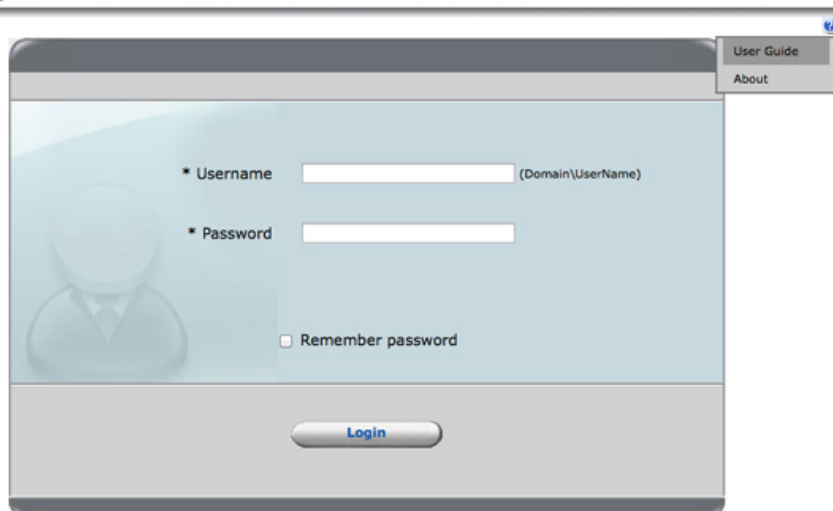 User Guide
About
* Username (Domain\UserName)
* Password
Remember password
Login